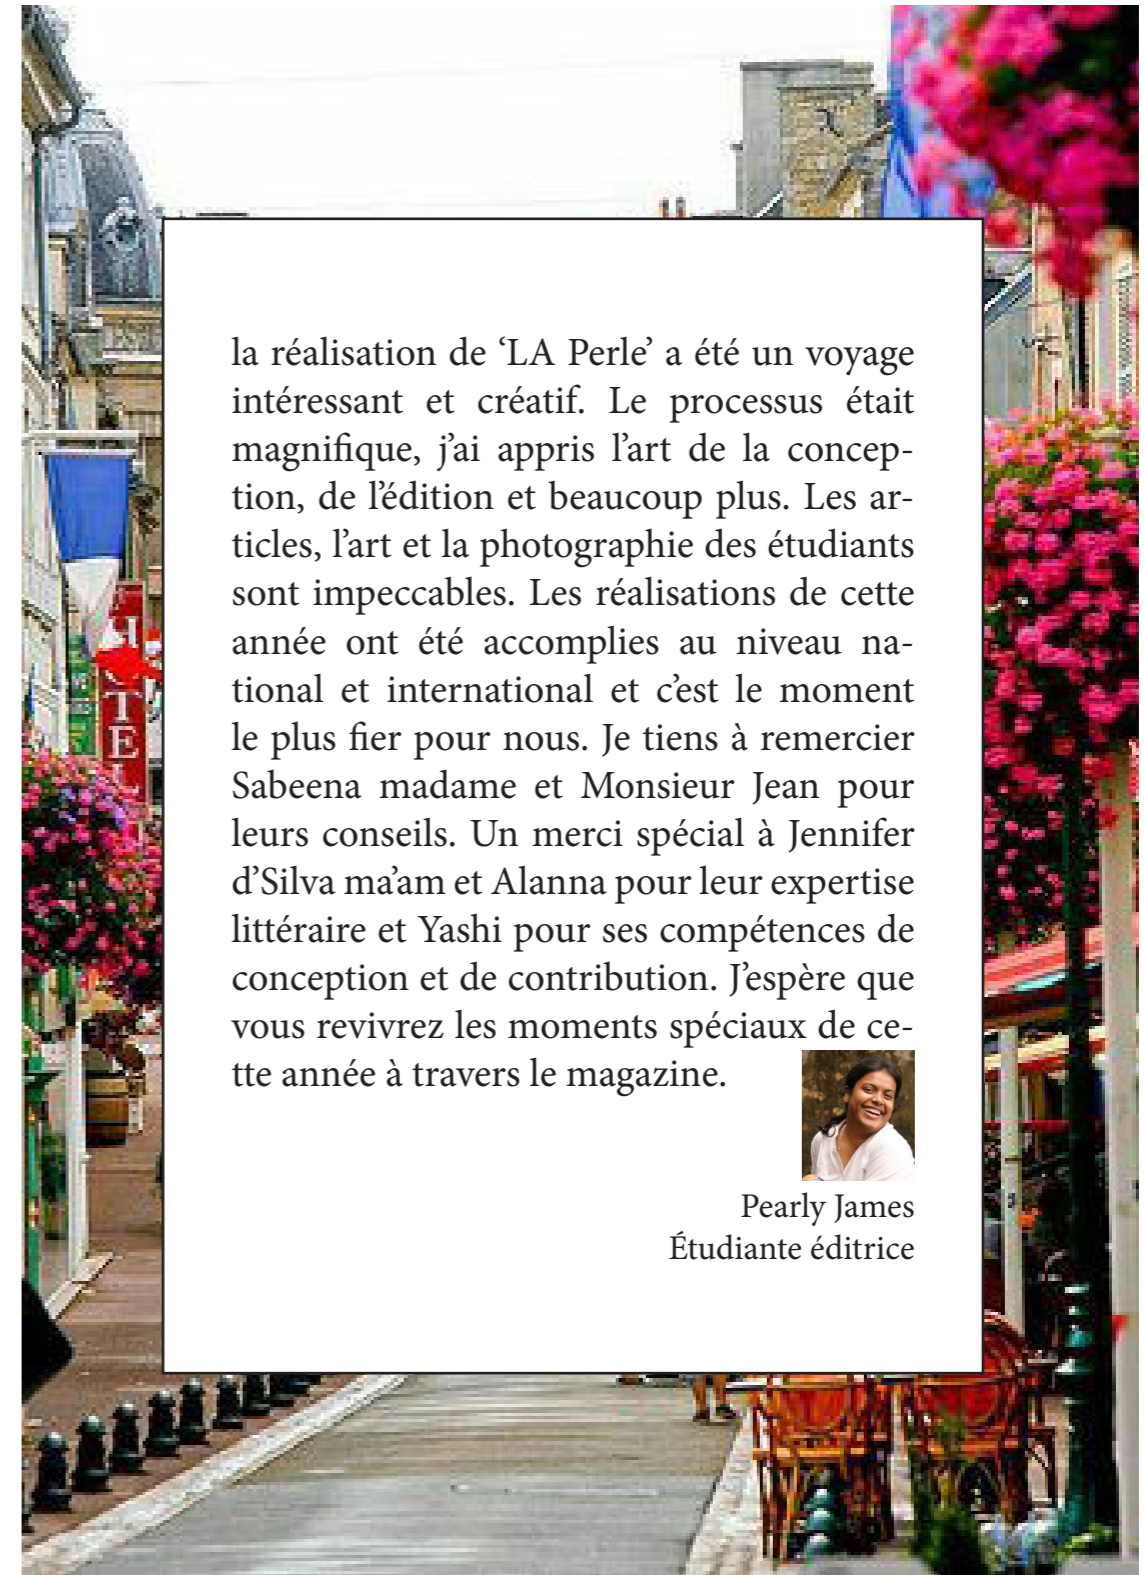 la réalisation de ‘LA Perle’ a été un voyage
intéressant et créatif. Le processus était
magnifique, j’ai appris l’art de la concep-
tion, de l’édition et beaucoup plus. Les ar-
ticles, l’art et la photographie des étudiants
sont impeccables. Les réalisations de cette
année ont été accomplies au niveau na-
tional et international et c’est le moment
le plus fier pour nous. Je tiens à remercier
Sabeena madame et Monsieur Jean pour
leurs conseils. Un merci spécial à Jennifer
d’Silva ma’am et Alanna pour leur expertise
littéraire et Yashi pour ses compétences de
conception et de contribution. J’espère que
vous revivrez les moments spéciaux de ce-
tte année à travers le magazine.
Pearly James
Étudiante éditrice